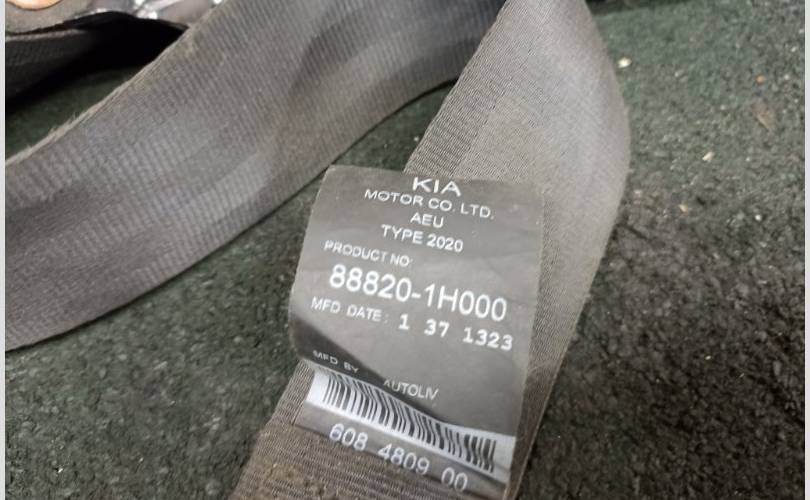 KIA
MOTOR CO. LTD.
AEU
TYPE 2020
PRODUCT NO:
88820-1H000
MFD DATE: 1 37 1323
MFD BY AUTOLIV
608 4809 00